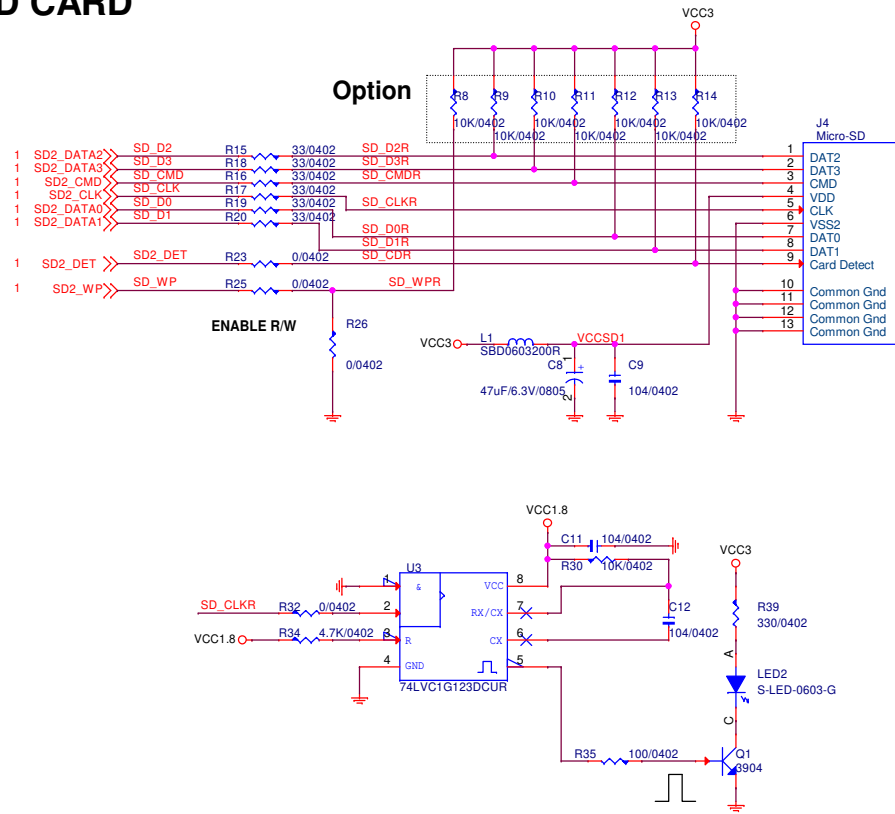 D CARD
VCC3
Option
R8 R9 R10 R11 R12 R13 R14
10K/0402 10K/0402 10K/0402 10K/0402
10K/0402 10K/0402 10K/0402
J4
Micro-SD
1 SD2_DATA2 SD_D2 R15 33/0402 SD_D2R 1 DAT2
1 SD2_DATA3 SD_D3 R18 33/0402 SD_D3R 2 DAT3
1 SD2_CMD SD_CMD R16 33/0402 SD_CMDR 3 CMD
4 VDD
1 SD2_CLK SD_CLK R17 33/0402 SD_CLKR 5 CLK
6 VSS2
1 SD2_DATA0 SD_D0 R19 33/0402 SD_D0R 7 DAT0
1 SD2_DATA1 SD_D1 R20 33/0402 SD_D1R 8 DAT1
1 SD2_DET R23 0/0402 SD_CDR 9 Card Detect
1 SD2_WP SD_WP R25 0/0402 SD_WPR
10 Common Gnd
11 Common Gnd
12 Common Gnd
13 Common Gnd
ENABLE R/W
R26
0/0402
VCC3 L1 VCCSD1
SBD0603200R
C8 1 + 2
47uF/6.3V/0805
C9
104/0402
VCC1.8
C11 104/0402
R30 10K/0402
VCC3
U3
1 & VCC 8
SD_CLKR R32 0/0402 2 RX/CX 7
VCC1.8 R34 4.7K/0402 3 R CX 6
4 GND 5
74LVC1G123DCUR
C12
104/0402
R39
330/0402
A
LED2
S-LED-0603-G
C
R35 100/0402
Q1
3904